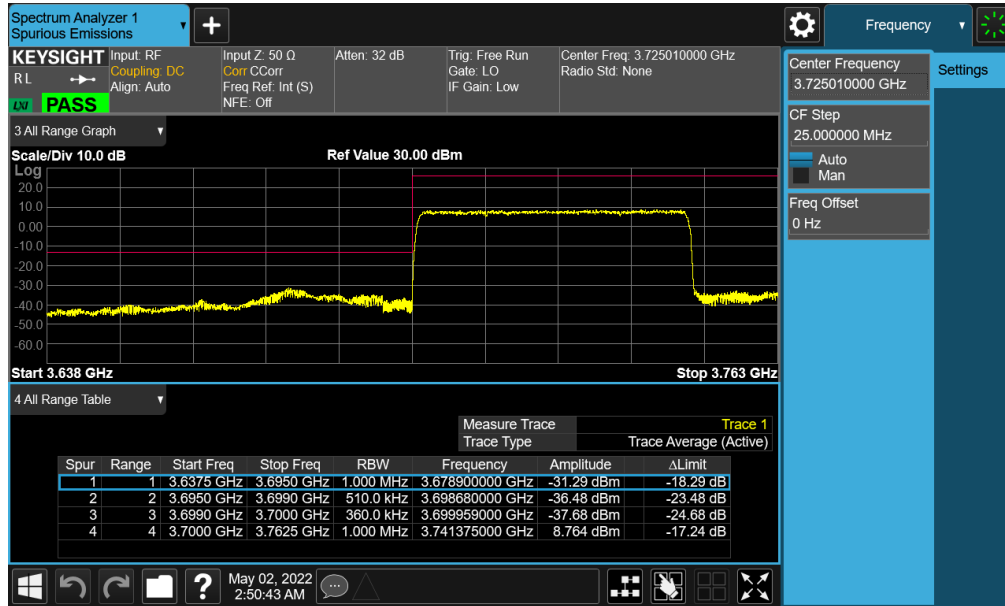 Spectrum Analyzer 1
Spurious Emissions
+
Frequency
KEYSIGHT
R L
LXI
PASS
Input: RF
Coupling: DC
Align: Auto
Input Z: 50 Ω
Corr CCorr
Freq Ref: Int (S)
NFE: Off
Atten: 32 dB
Trig: Free Run
Gate: LO
IF Gain: Low
Center Freq: 3.725010000 GHz
Radio Std: None
Center Frequency
3.725010000 GHz
Settings
CF Step
25.000000 MHz
Auto
Man
Freq Offset
0 Hz
3 All Range Graph
Scale/Div 10.0 dB
Ref Value 30.00 dBm
Log
20.0
10.0
0.00
-10.0
-20.0
-30.0
-40.0
-50.0
-60.0
Start 3.638 GHz
Stop 3.763 GHz
4 All Range Table
Measure Trace Trace 1
Trace Type Trace Average (Active)
Spur Range Start Freq Stop Freq RBW Frequency Amplitude ΔLimit
1 1 3.6375 GHz 3.6950 GHz 1.000 MHz 3.678900000 GHz -31.29 dBm -18.29 dB
2 2 3.6950 GHz 3.6990 GHz 510.0 kHz 3.698680000 GHz -36.48 dBm -23.48 dB
3 3 3.6990 GHz 3.7000 GHz 360.0 kHz 3.699959000 GHz -37.68 dBm -24.68 dB
4 4 3.7000 GHz 3.7625 GHz 1.000 MHz 3.741375000 GHz 8.764 dBm -17.24 dB
?
May 02, 2022
2:50:43 AM